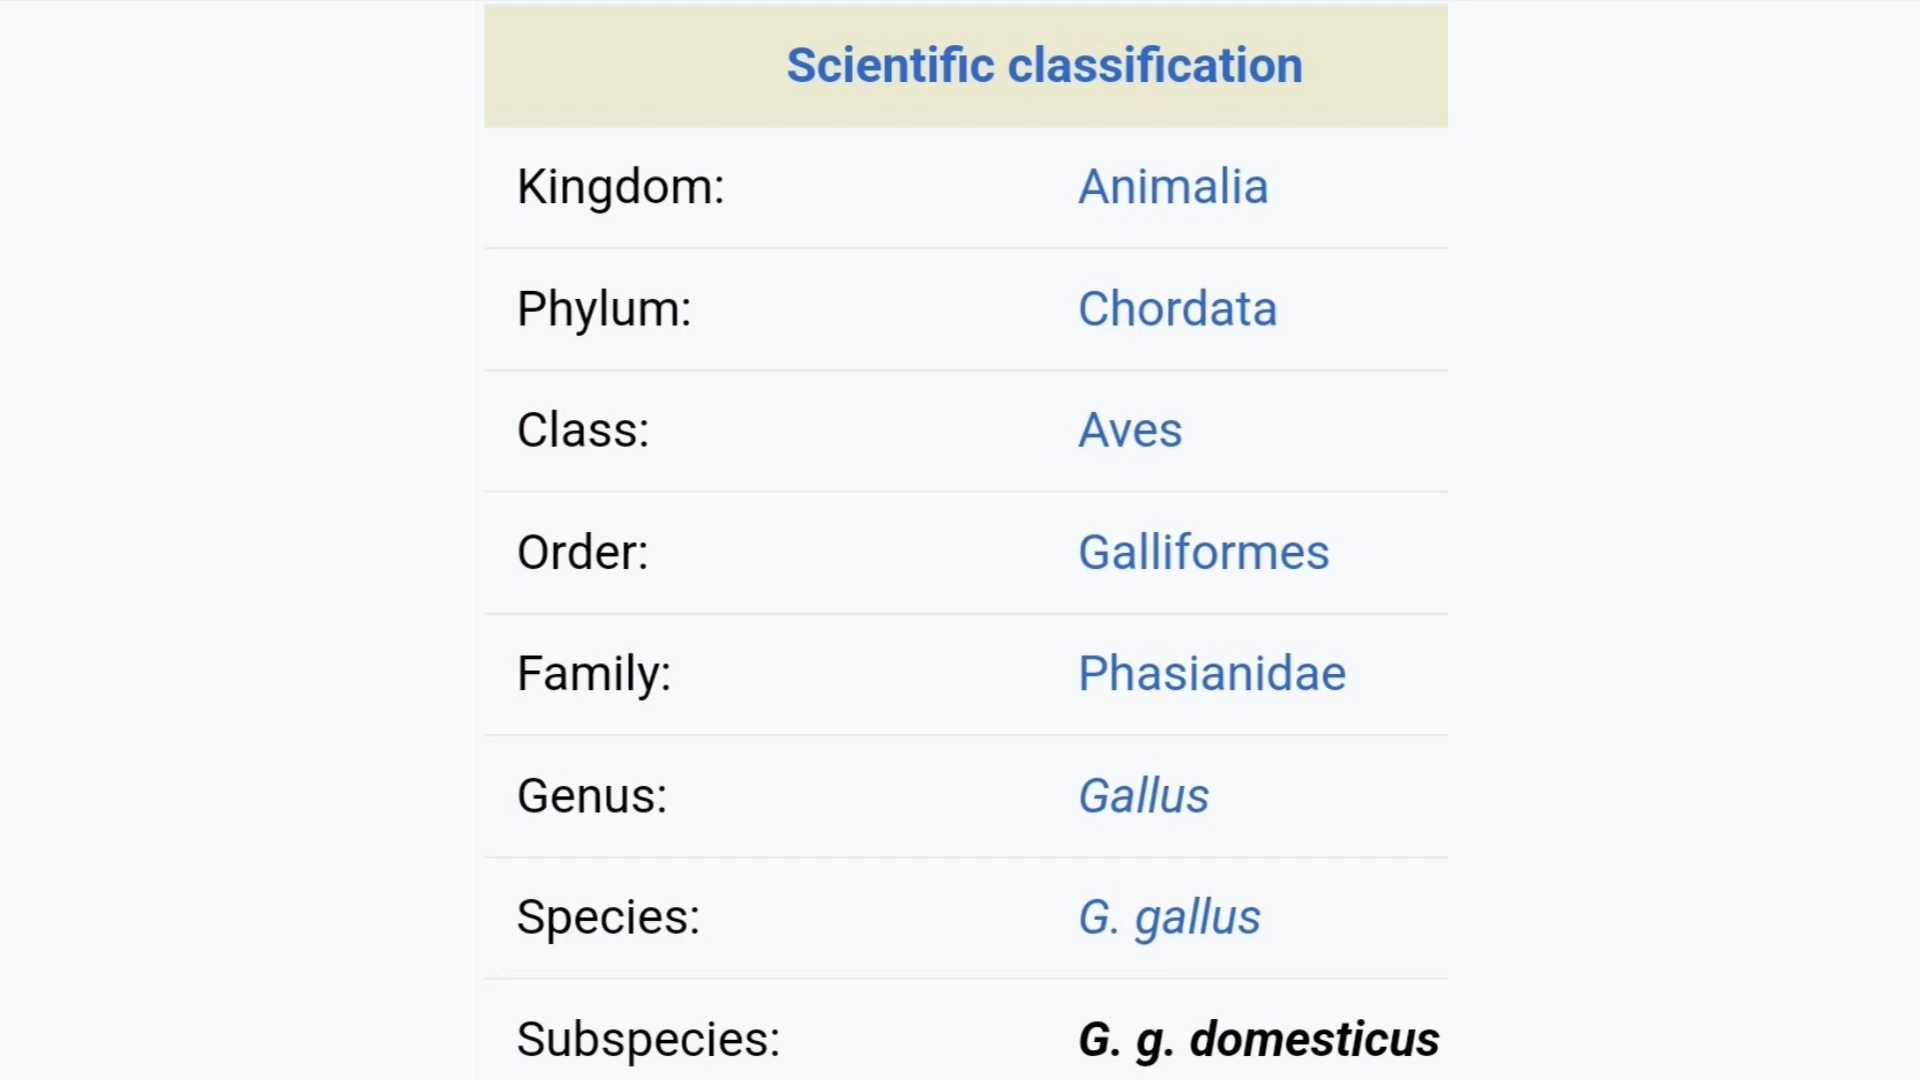 Scientific classification
Kingdom: Animalia
Phylum: Chordata
Class: Aves
Order: Galliformes
Family: Phasianidae
Genus: Gallus
Species: G. gallus
Subspecies: G. g. domesticus